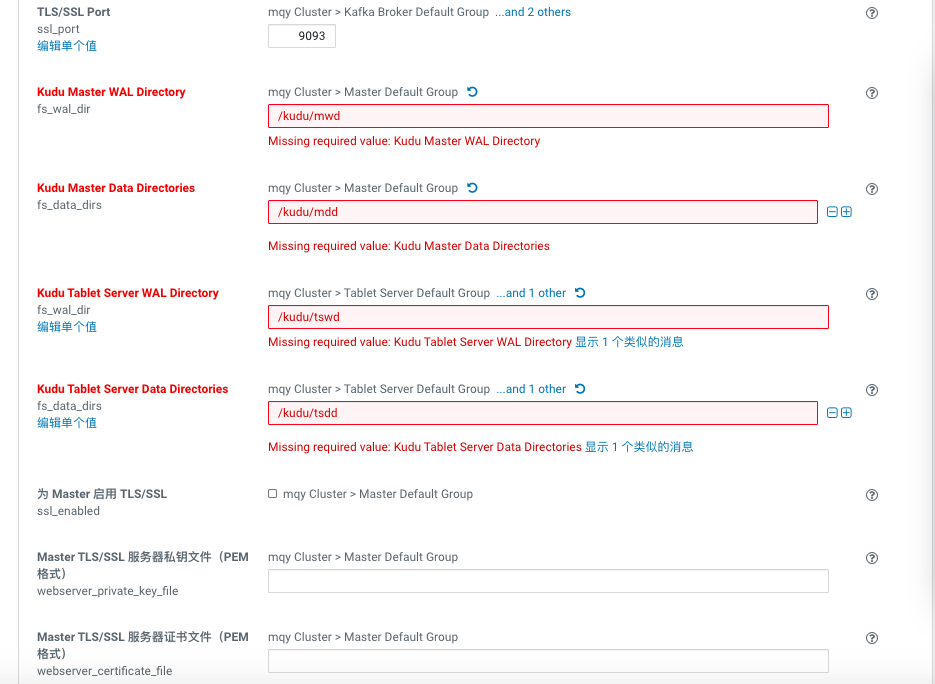 TLS/SSL Port
mqy Cluster > Kafka Broker Default Group ...and 2 others
ssl_port
9093
编辑单个值
Kudu Master WAL Directory
mqy Cluster > Master Default Group
fs_wal_dir
/kudu/mwd
Missing required value: Kudu Master WAL Directory
Kudu Master Data Directories
mqy Cluster > Master Default Group
fs_data_dirs
/kudu/mdd
Missing required value: Kudu Master Data Directories
Kudu Tablet Server WAL Directory
mqy Cluster > Tablet Server Default Group ...and 1 other
fs_wal_dir
/kudu/tswd
编辑单个值
Missing required value: Kudu Tablet Server WAL Directory 显示 1 个类似的消息
Kudu Tablet Server Data Directories
mqy Cluster > Tablet Server Default Group ...and 1 other
fs_data_dirs
/kudu/tsdd
编辑单个值
Missing required value: Kudu Tablet Server Data Directories 显示 1 个类似的消息
为 Master 启用 TLS/SSL
mqy Cluster > Master Default Group
ssl_enabled
Master TLS/SSL 服务器私钥文件（PEM
格式）
mqy Cluster > Master Default Group
webserver_private_key_file
Master TLS/SSL 服务器证书文件（PEM
格式）
mqy Cluster > Master Default Group
webserver_certificate_file